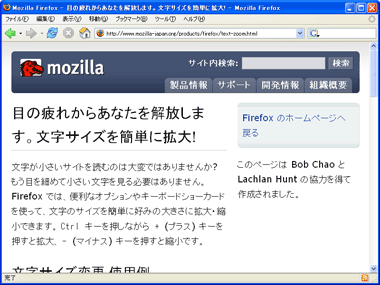 Mozilla Firefox - 目の疲れからあなたを解放します。文字サイズを簡単に拡大! - Mozilla Firefox
ファイル(F) 編集(E) 表示(V) 移動(G) ブックマーク(B) ツール(T) ヘルプ(H)
http://www.mozilla-japan.org/products/firefox/text-zoom.html
mozilla
サイト内検索:
検索
製品情報 サポート 開発情報 組織概要
目の疲れからあなたを解放しま
す。文字サイズを簡単に拡大!
文字が小さいサイトを読むのは大変ではありませんか?
もう目を細めて小さい文字を見る必要はありません。
Firefox では、便利なオプションやキーボードショーカード
を使って、文字のサイズを簡単に好みの大きさに拡大・縮
小できます。 Ctrl キーを押しながら + (プラス) キーを
押すと拡大、- (マイナス) キーを押すと縮小です。
文字サイズ変更 使用例
Firefox のホームページへ
戻る
このページは Bob Chao と
Lachlan Hunt の協力を得て
作成されました。
完了